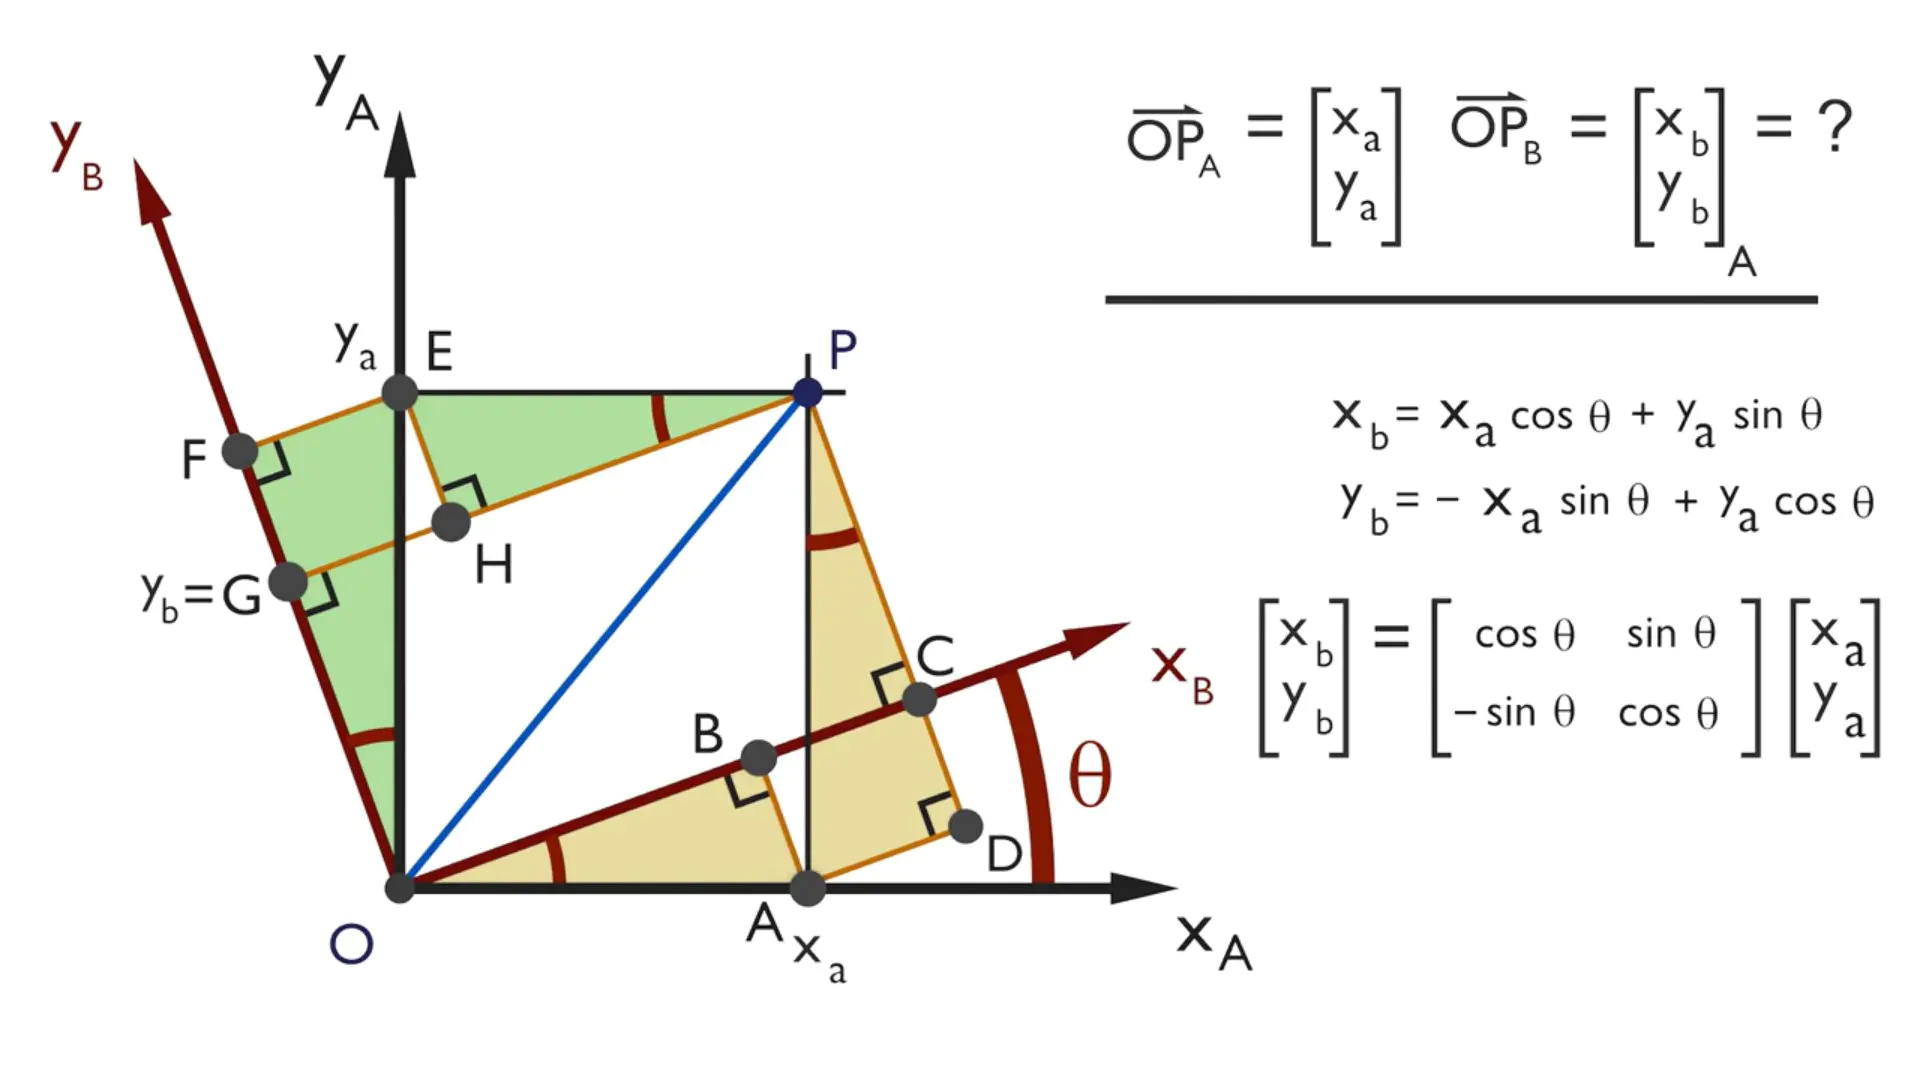 y_A
y_B
OP_A = [x_a y_a] OP_B = [x_b y_b]_A = ?
y_a E P
x_b = x_a cos θ + y_a sin θ
F
y_b = - x_a sin θ + y_a cos θ
H
y_b = G
C x_B
[x_b y_b] = [cos θ sin θ
- sin θ cos θ] [x_a y_a]
B
θ
D
O A x_a x_A